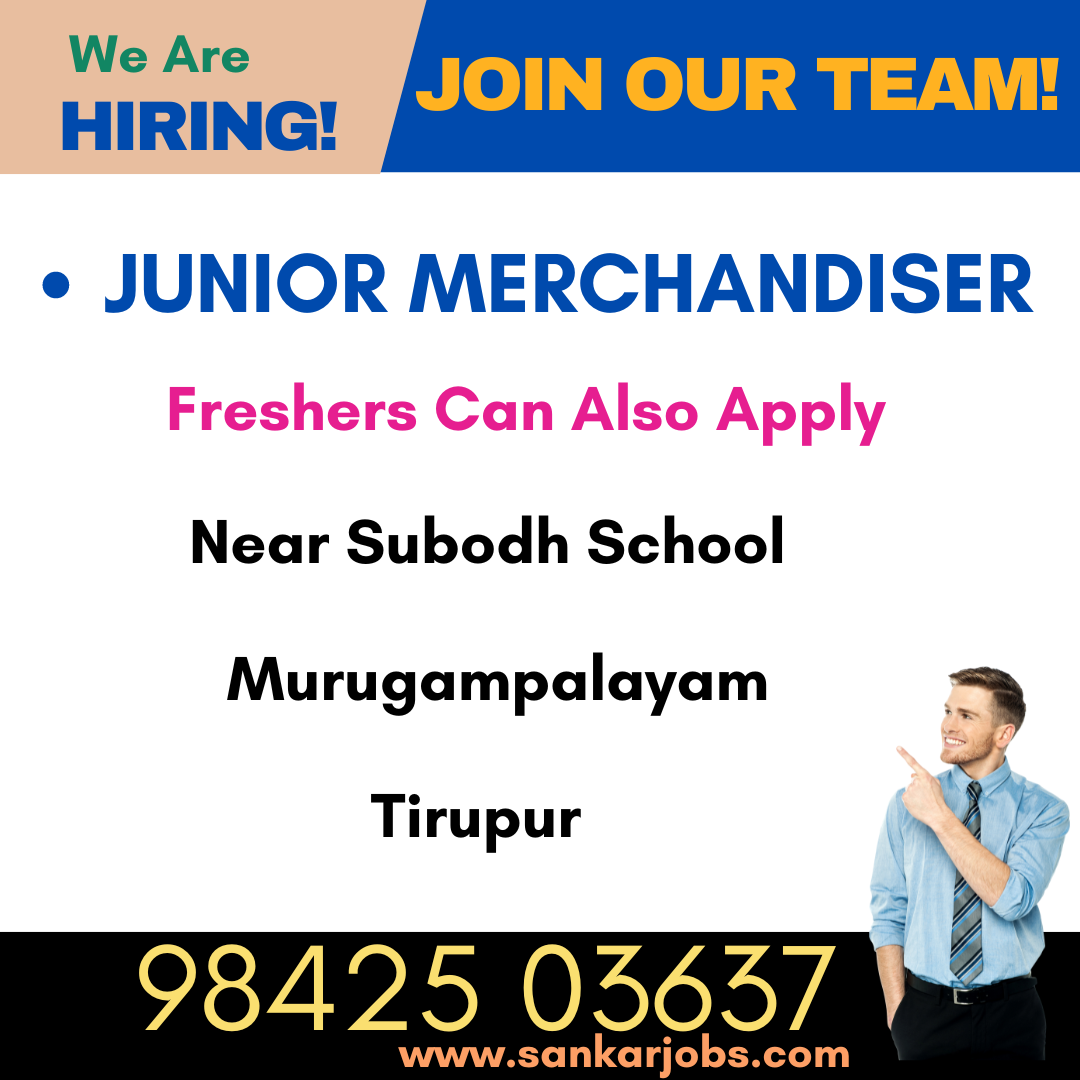 We Are
HIRING!
JOIN OUR TEAM!
• JUNIOR MERCHANDISER
Freshers Can Also Apply
Near Subodh School
Murugampalayam
Tirupur
98425 03637
www.sankarjobs.com